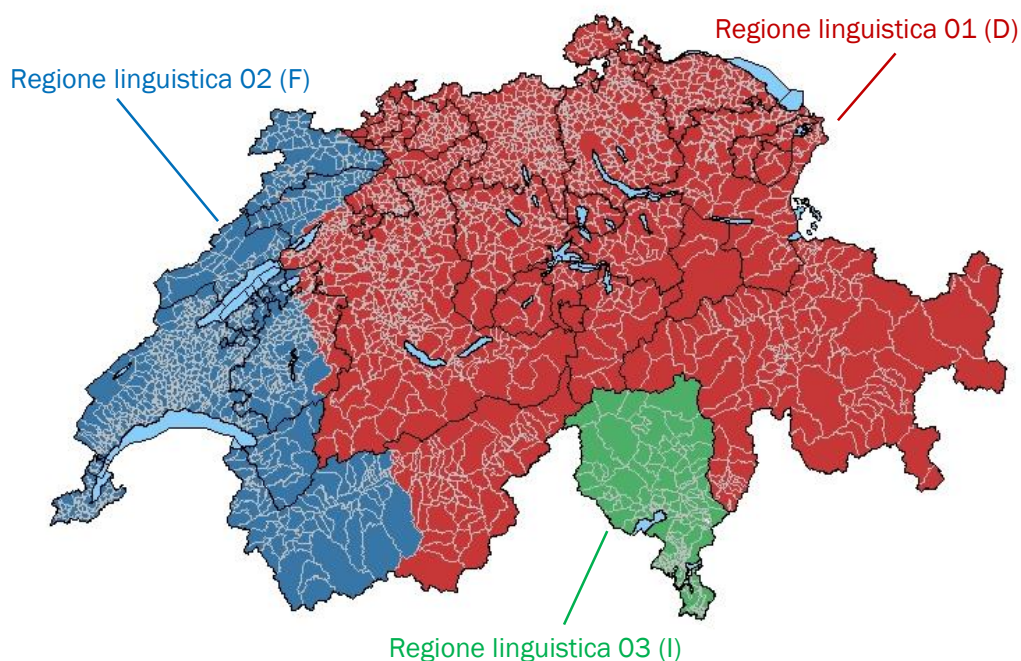 Regione linguistica 01 (D)
Regione linguistica 02 (F)
Regione linguistica 03 (I)